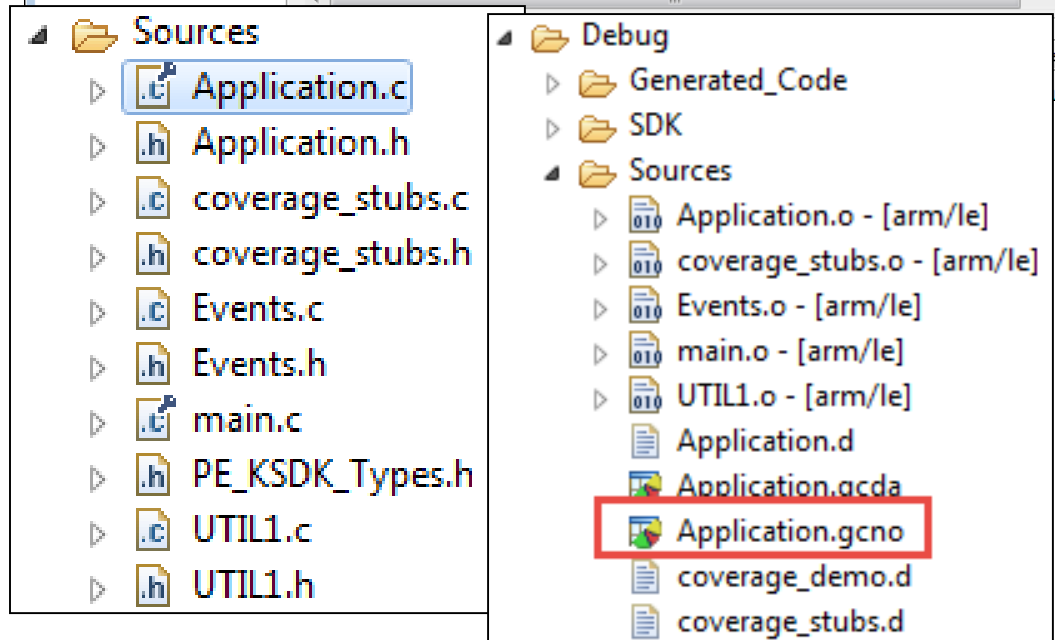 Sources
Application.c
Application.h
coverage_stubs.c
coverage_stubs.h
Events.c
Events.h
main.c
PE_KSDK_Types.h
UTIL1.c
UTIL1.h
Debug
Generated_Code
SDK
Sources
Application.o - [arm/le]
coverage_stubs.o - [arm/le]
Events.o - [arm/le]
main.o - [arm/le]
UTIL1.o - [arm/le]
Application.d
Application.gcda
Application.gcno
coverage_demo.d
coverage_stubs.d